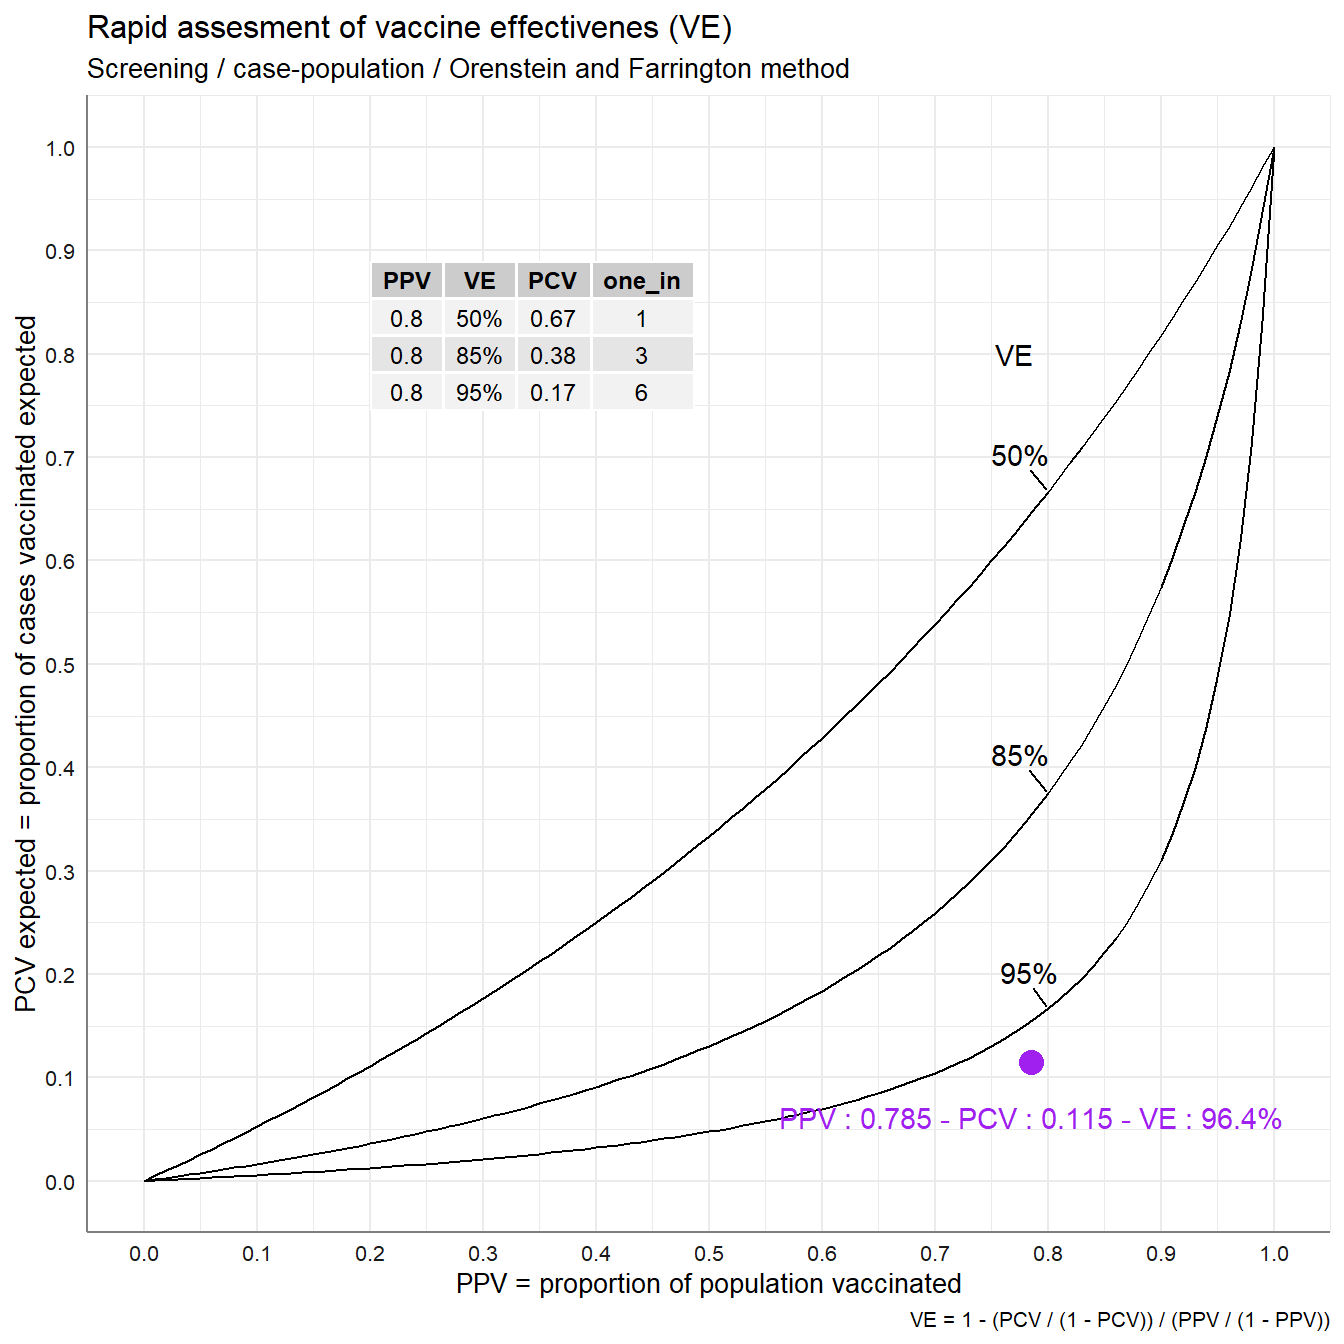 Rapid assesment of vaccine effectivenes (VE)
Screening / case-population / Orenstein and Farrington method
PCV expected = proportion of cases vaccinated expected
1.0
0.9
0.8
0.7
0.6
0.5
0.4
0.3
0.2
0.1
0.0
PPV VE PCV one_in
0.8 50% 0.67 1
0.8 85% 0.38 3
0.8 95% 0.17 6
VE
50%
85%
95%
PPV : 0.785 - PCV : 0.115 - VE : 96.4%
0.0 0.1 0.2 0.3 0.4 0.5 0.6 0.7 0.8 0.9 1.0
PPV = proportion of population vaccinated
VE = 1 - (PCV / (1 - PCV)) / (PPV / (1 - PPV))